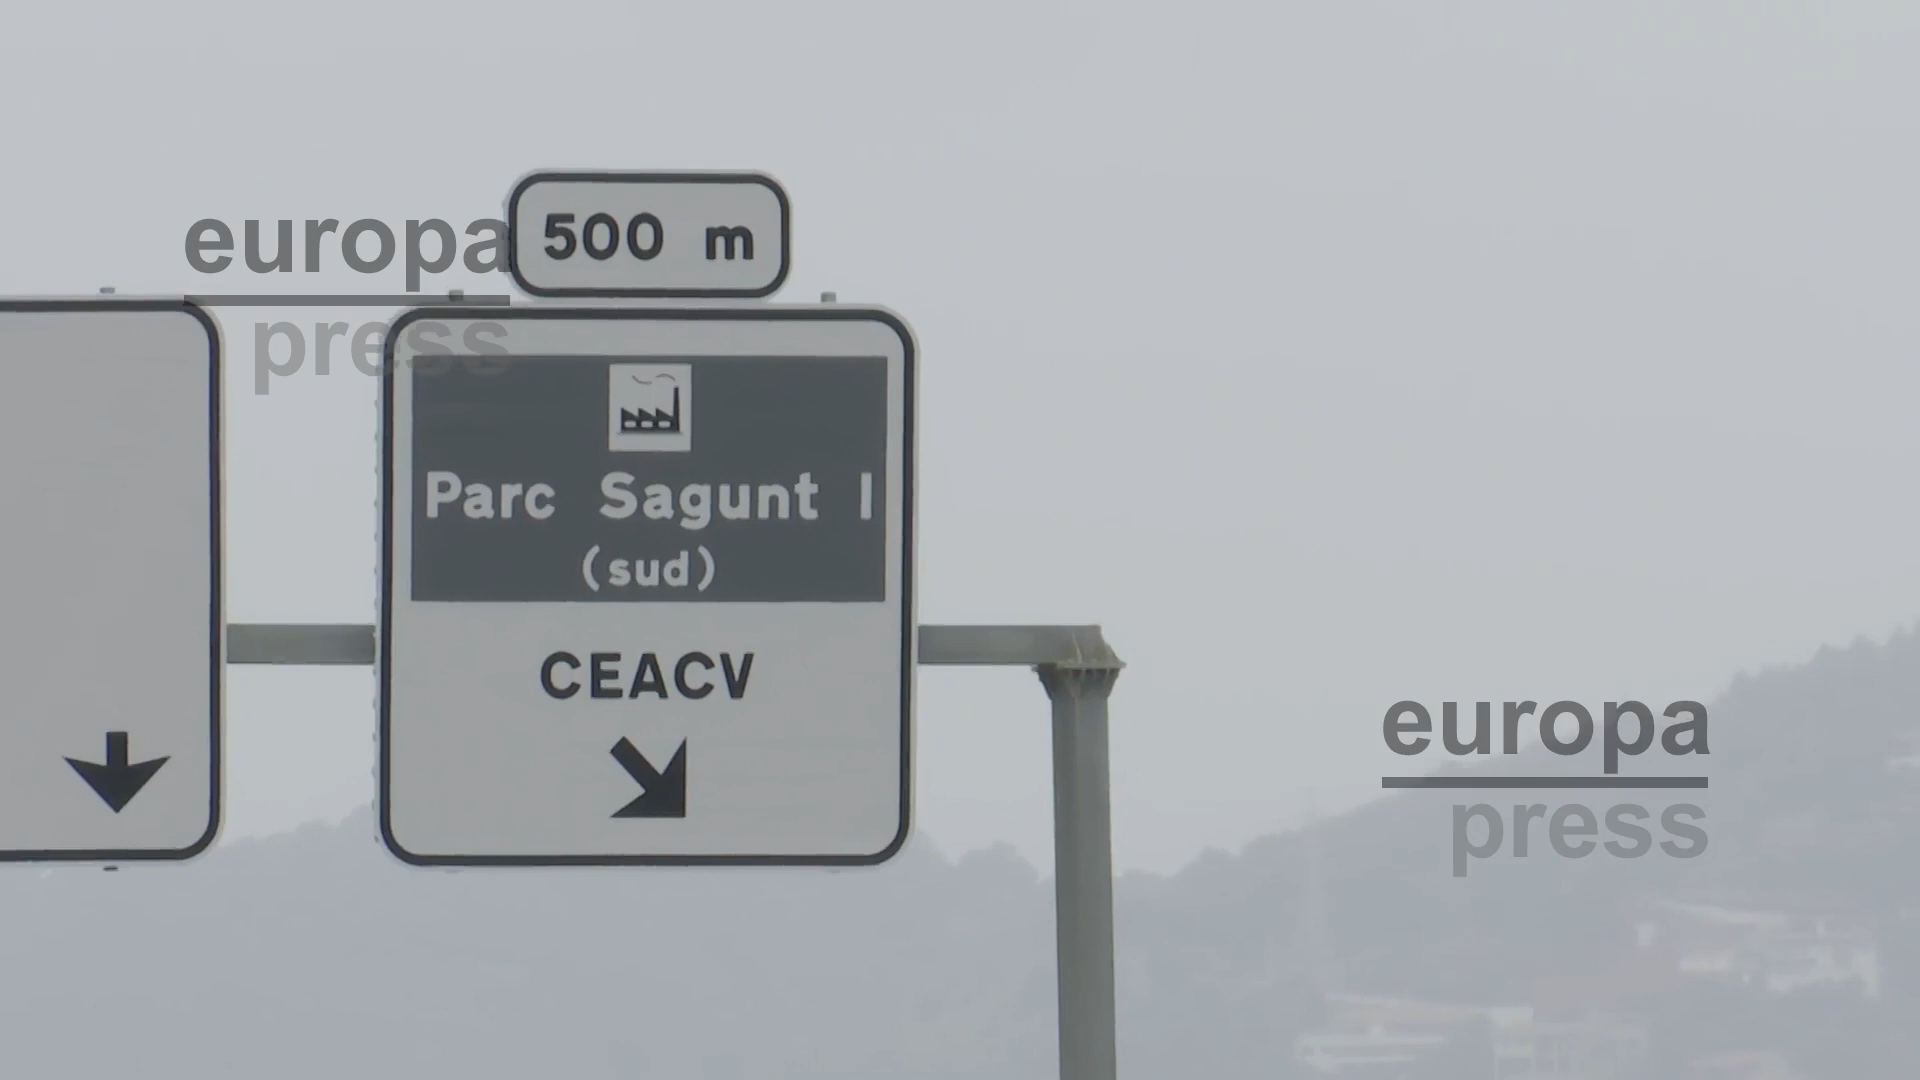 europa
press
500 m
Parc Sagunt I
(sud)
CEACV
europa
press